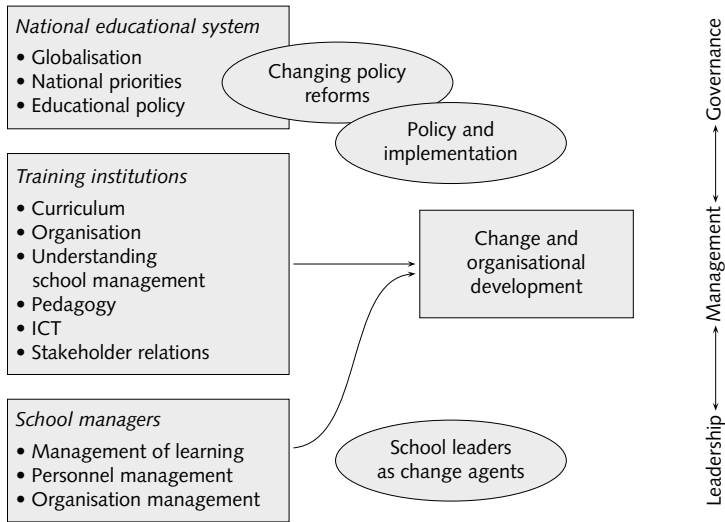 National educational system
• Globalisation
• National priorities
• Educational policy
Changing policy
reforms
Policy and
implementation
Training institutions
• Curriculum
• Organisation
• Understanding
school management
• Pedagogy
• ICT
• Stakeholder relations
Change and
organisational
development
School managers
• Management of learning
• Personnel management
• Organisation management
School leaders
as change agents
Governance
Management
Leadership